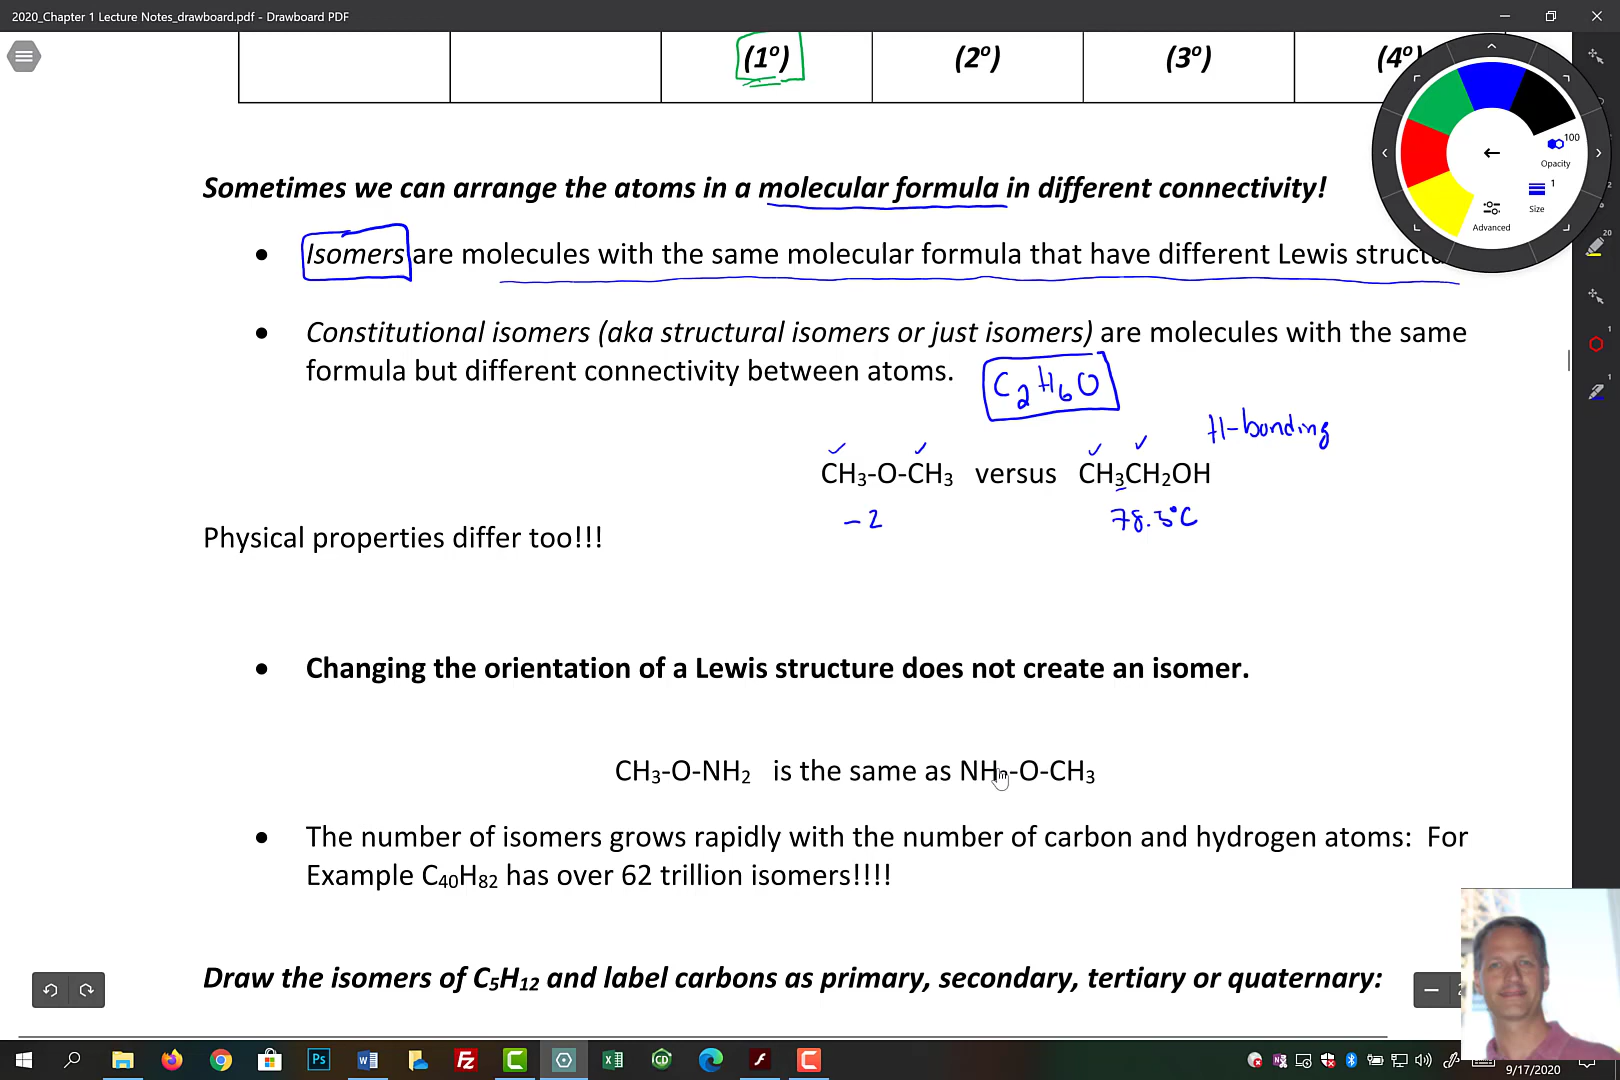 2020_Chapter 1 Lecture Notes_drawboard.pdf - Drawboard PDF
(1º) (2º) (3º) (4º)
100
Opacity
1
Size
Advanced
Sometimes we can arrange the atoms in a molecular formula in different connectivity!
• Isomers are molecules with the same molecular formula that have different Lewis struct
20
• Constitutional isomers (aka structural isomers or just isomers) are molecules with the same
formula but different connectivity between atoms.
C₂H₆O
H-bonding
CH₃-O-CH₃ versus CH₃CH₂OH
-2 78.5°C
Physical properties differ too!!!
• Changing the orientation of a Lewis structure does not create an isomer.
CH₃-O-NH₂ is the same as NH₂-O-CH₃
• The number of isomers grows rapidly with the number of carbon and hydrogen atoms: For
Example C₄₀H₈₂ has over 62 trillion isomers!!!!
Draw the isomers of C₅H₁₂ and label carbons as primary, secondary, tertiary or quaternary:
9/17/2020